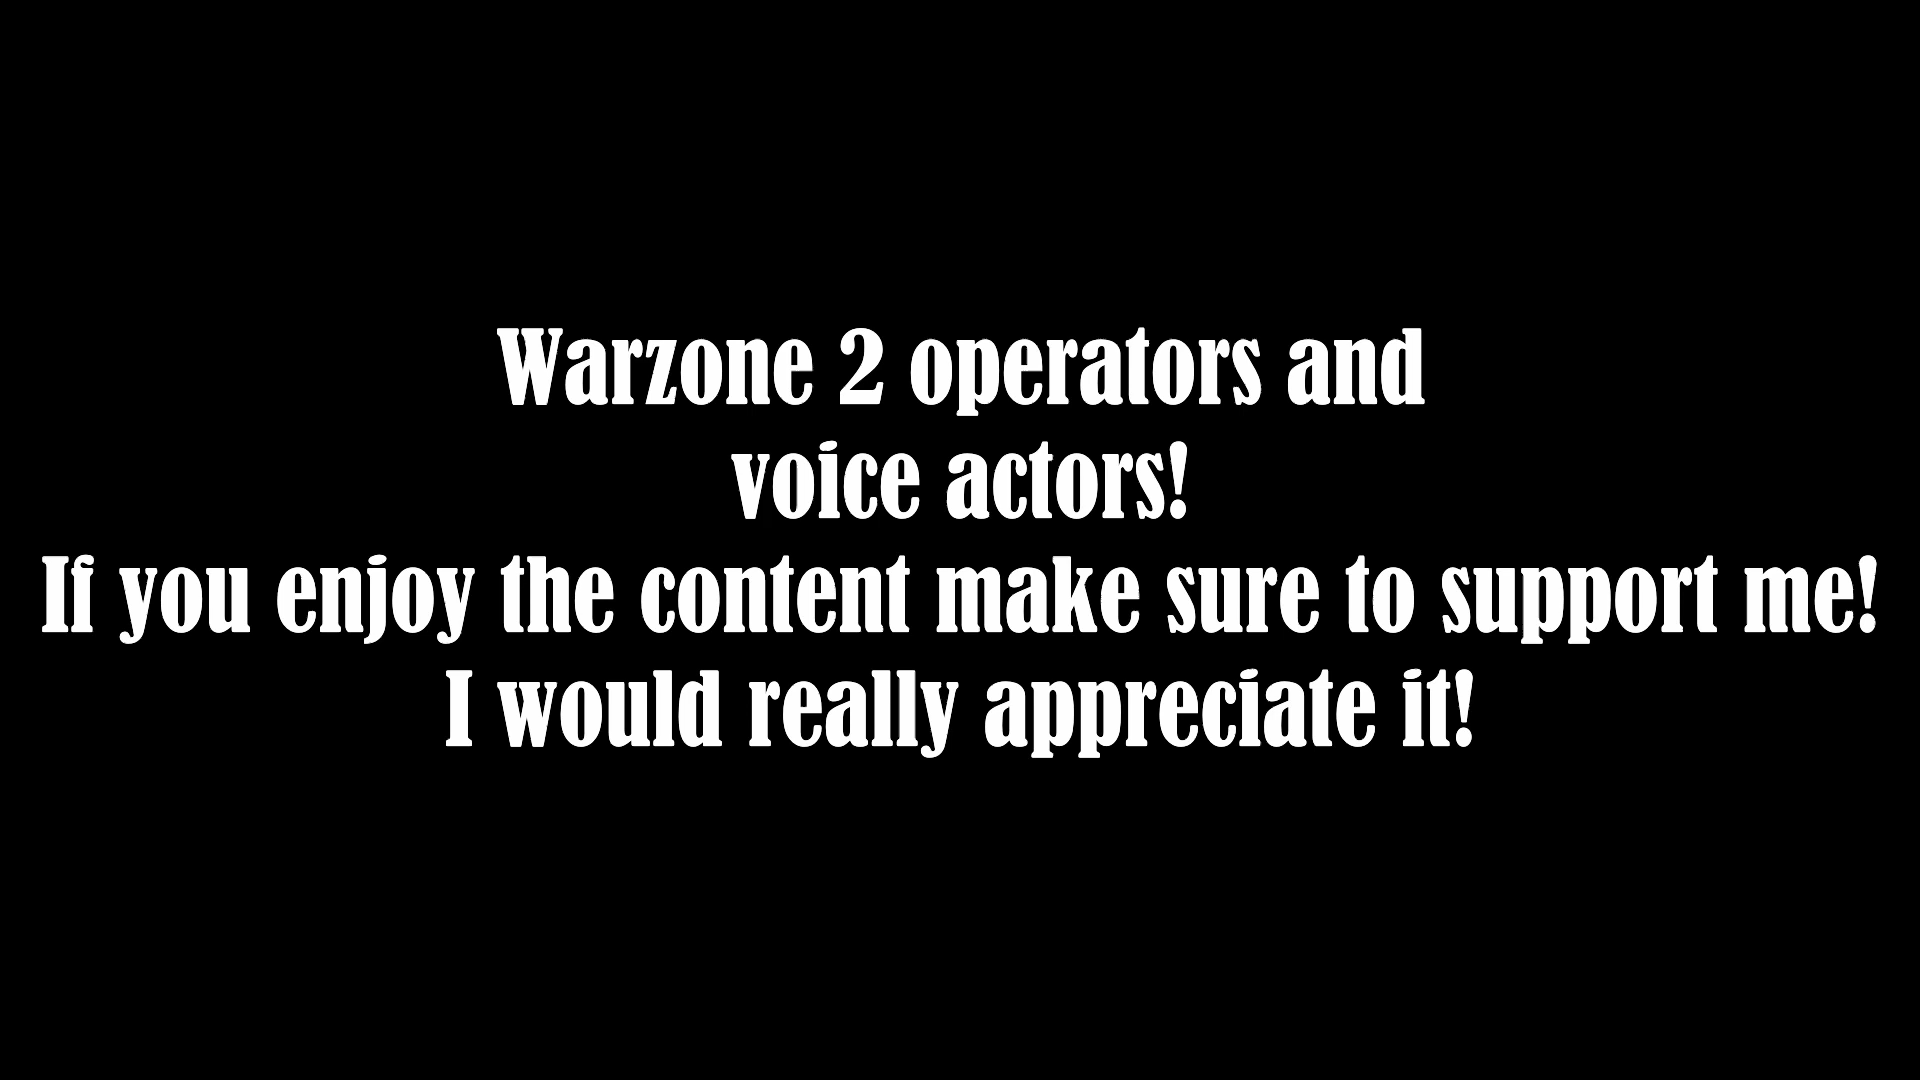 Warzone 2 operators and
voice actors!
If you enjoy the content make sure to support me!
I would really appreciate it!